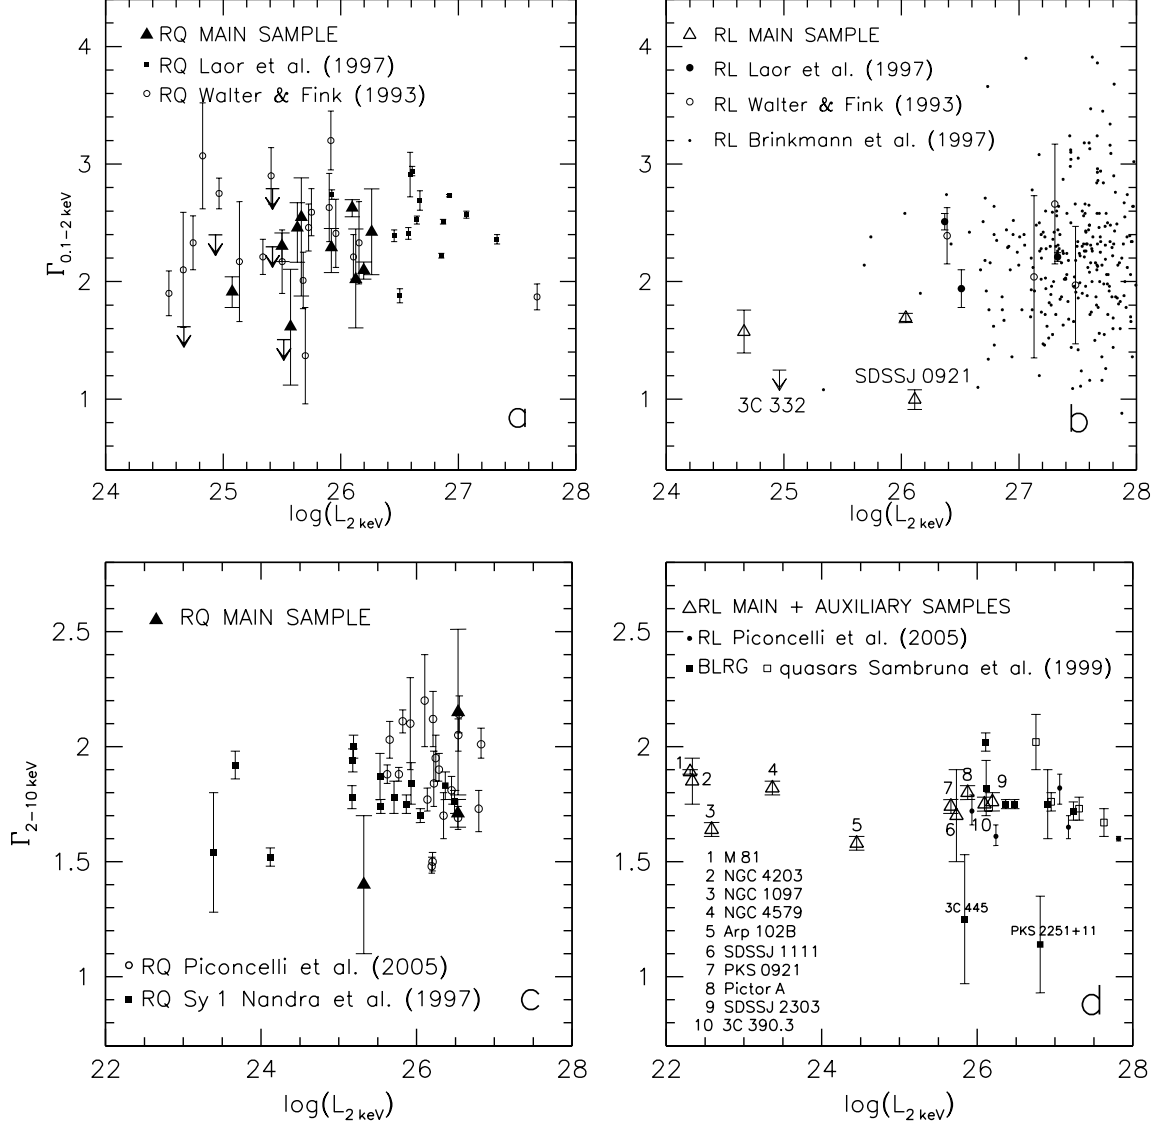 RQ MAIN SAMPLE
RQ Laor et al. (1997)
RQ Walter & Fink (1993)
4
3
2
1
Γ0.1−2 keV
a
24 25 26 27 28
log(L2 keV)
RL MAIN SAMPLE
RL Laor et al. (1997)
RL Walter & Fink (1993)
RL Brinkmann et al. (1997)
4
3
2
1
SDSSJ 0921
3C 332
b
24 25 26 27 28
log(L2 keV)
RQ MAIN SAMPLE
2.5
2
1.5
1
Γ2−10 keV
RQ Piconcelli et al. (2005)
RQ Sy 1 Nandra et al. (1997)
c
22 24 26 28
log(L2 keV)
RL MAIN + AUXILIARY SAMPLES
RL Piconcelli et al. (2005)
BLRG quasars Sambruna et al. (1999)
2.5
2
1.5
1
1
2
3
4
5
6
7
8
9
10
3C 445
PKS 2251+11
1 M 81
2 NGC 4203
3 NGC 1097
4 NGC 4579
5 Arp 102B
6 SDSSJ 1111
7 PKS 0921
8 Pictor A
9 SDSSJ 2303
10 3C 390.3
d
22 24 26 28
log(L2 keV)